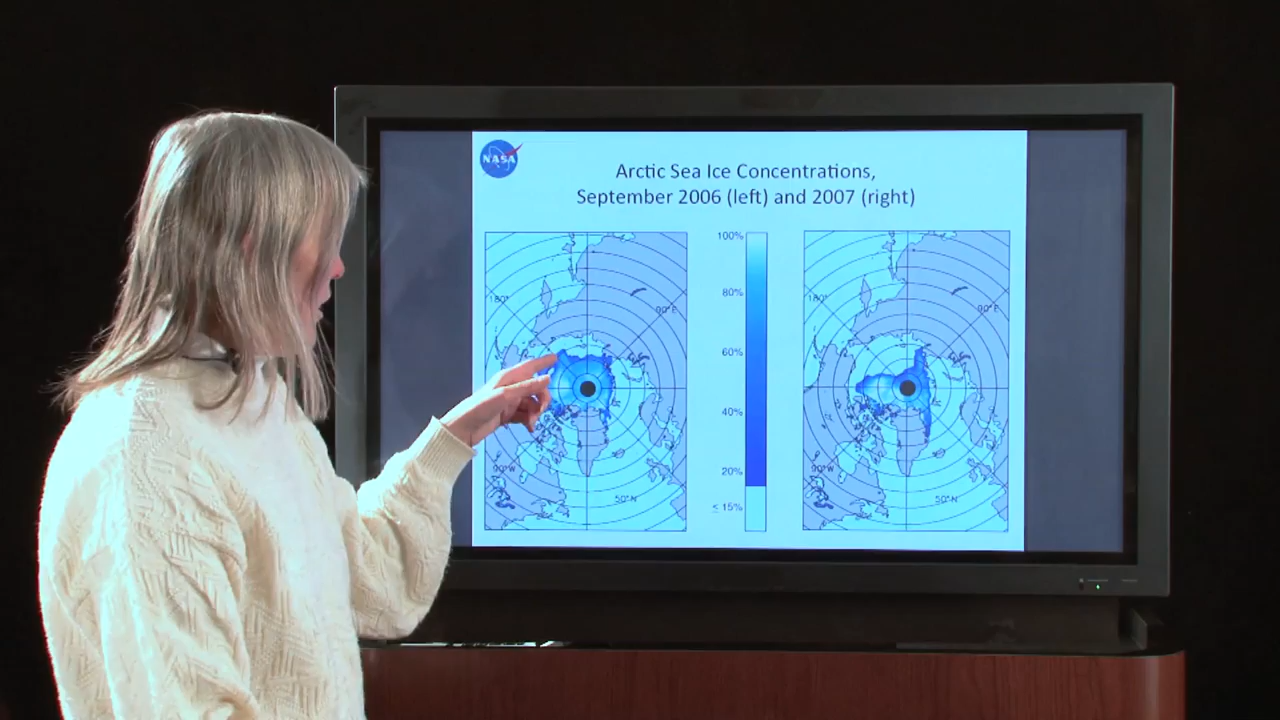 NASA
Arctic Sea Ice Concentrations,
September 2006 (left) and 2007 (right)
100%
80%
60%
40%
20%
≤ 15%
180°
90°E
90°W
50°N
180°
90°E
90°W
50°N